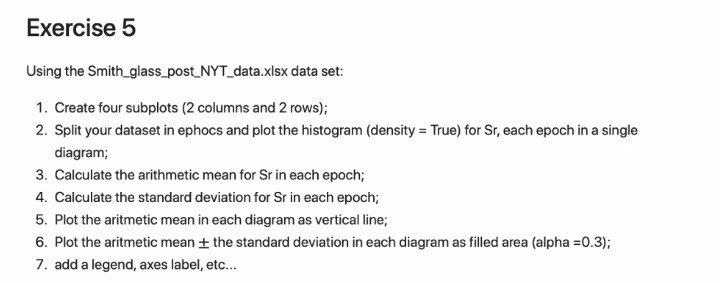 Exercise 5
Using the Smith_glass_post_NYT_data.xlsx data set:
1. Create four subplots (2 columns and 2 rows);
2. Split your dataset in ephocs and plot the histogram (density = True) for Sr, each epoch in a single
diagram;
3. Calculate the arithmetic mean for Sr in each epoch;
4. Calculate the standard deviation for Sr in each epoch;
5. Plot the aritmetic mean in each diagram as vertical line;
6. Plot the aritmetic mean ± the standard deviation in each diagram as filled area (alpha =0.3);
7. add a legend, axes label, etc...